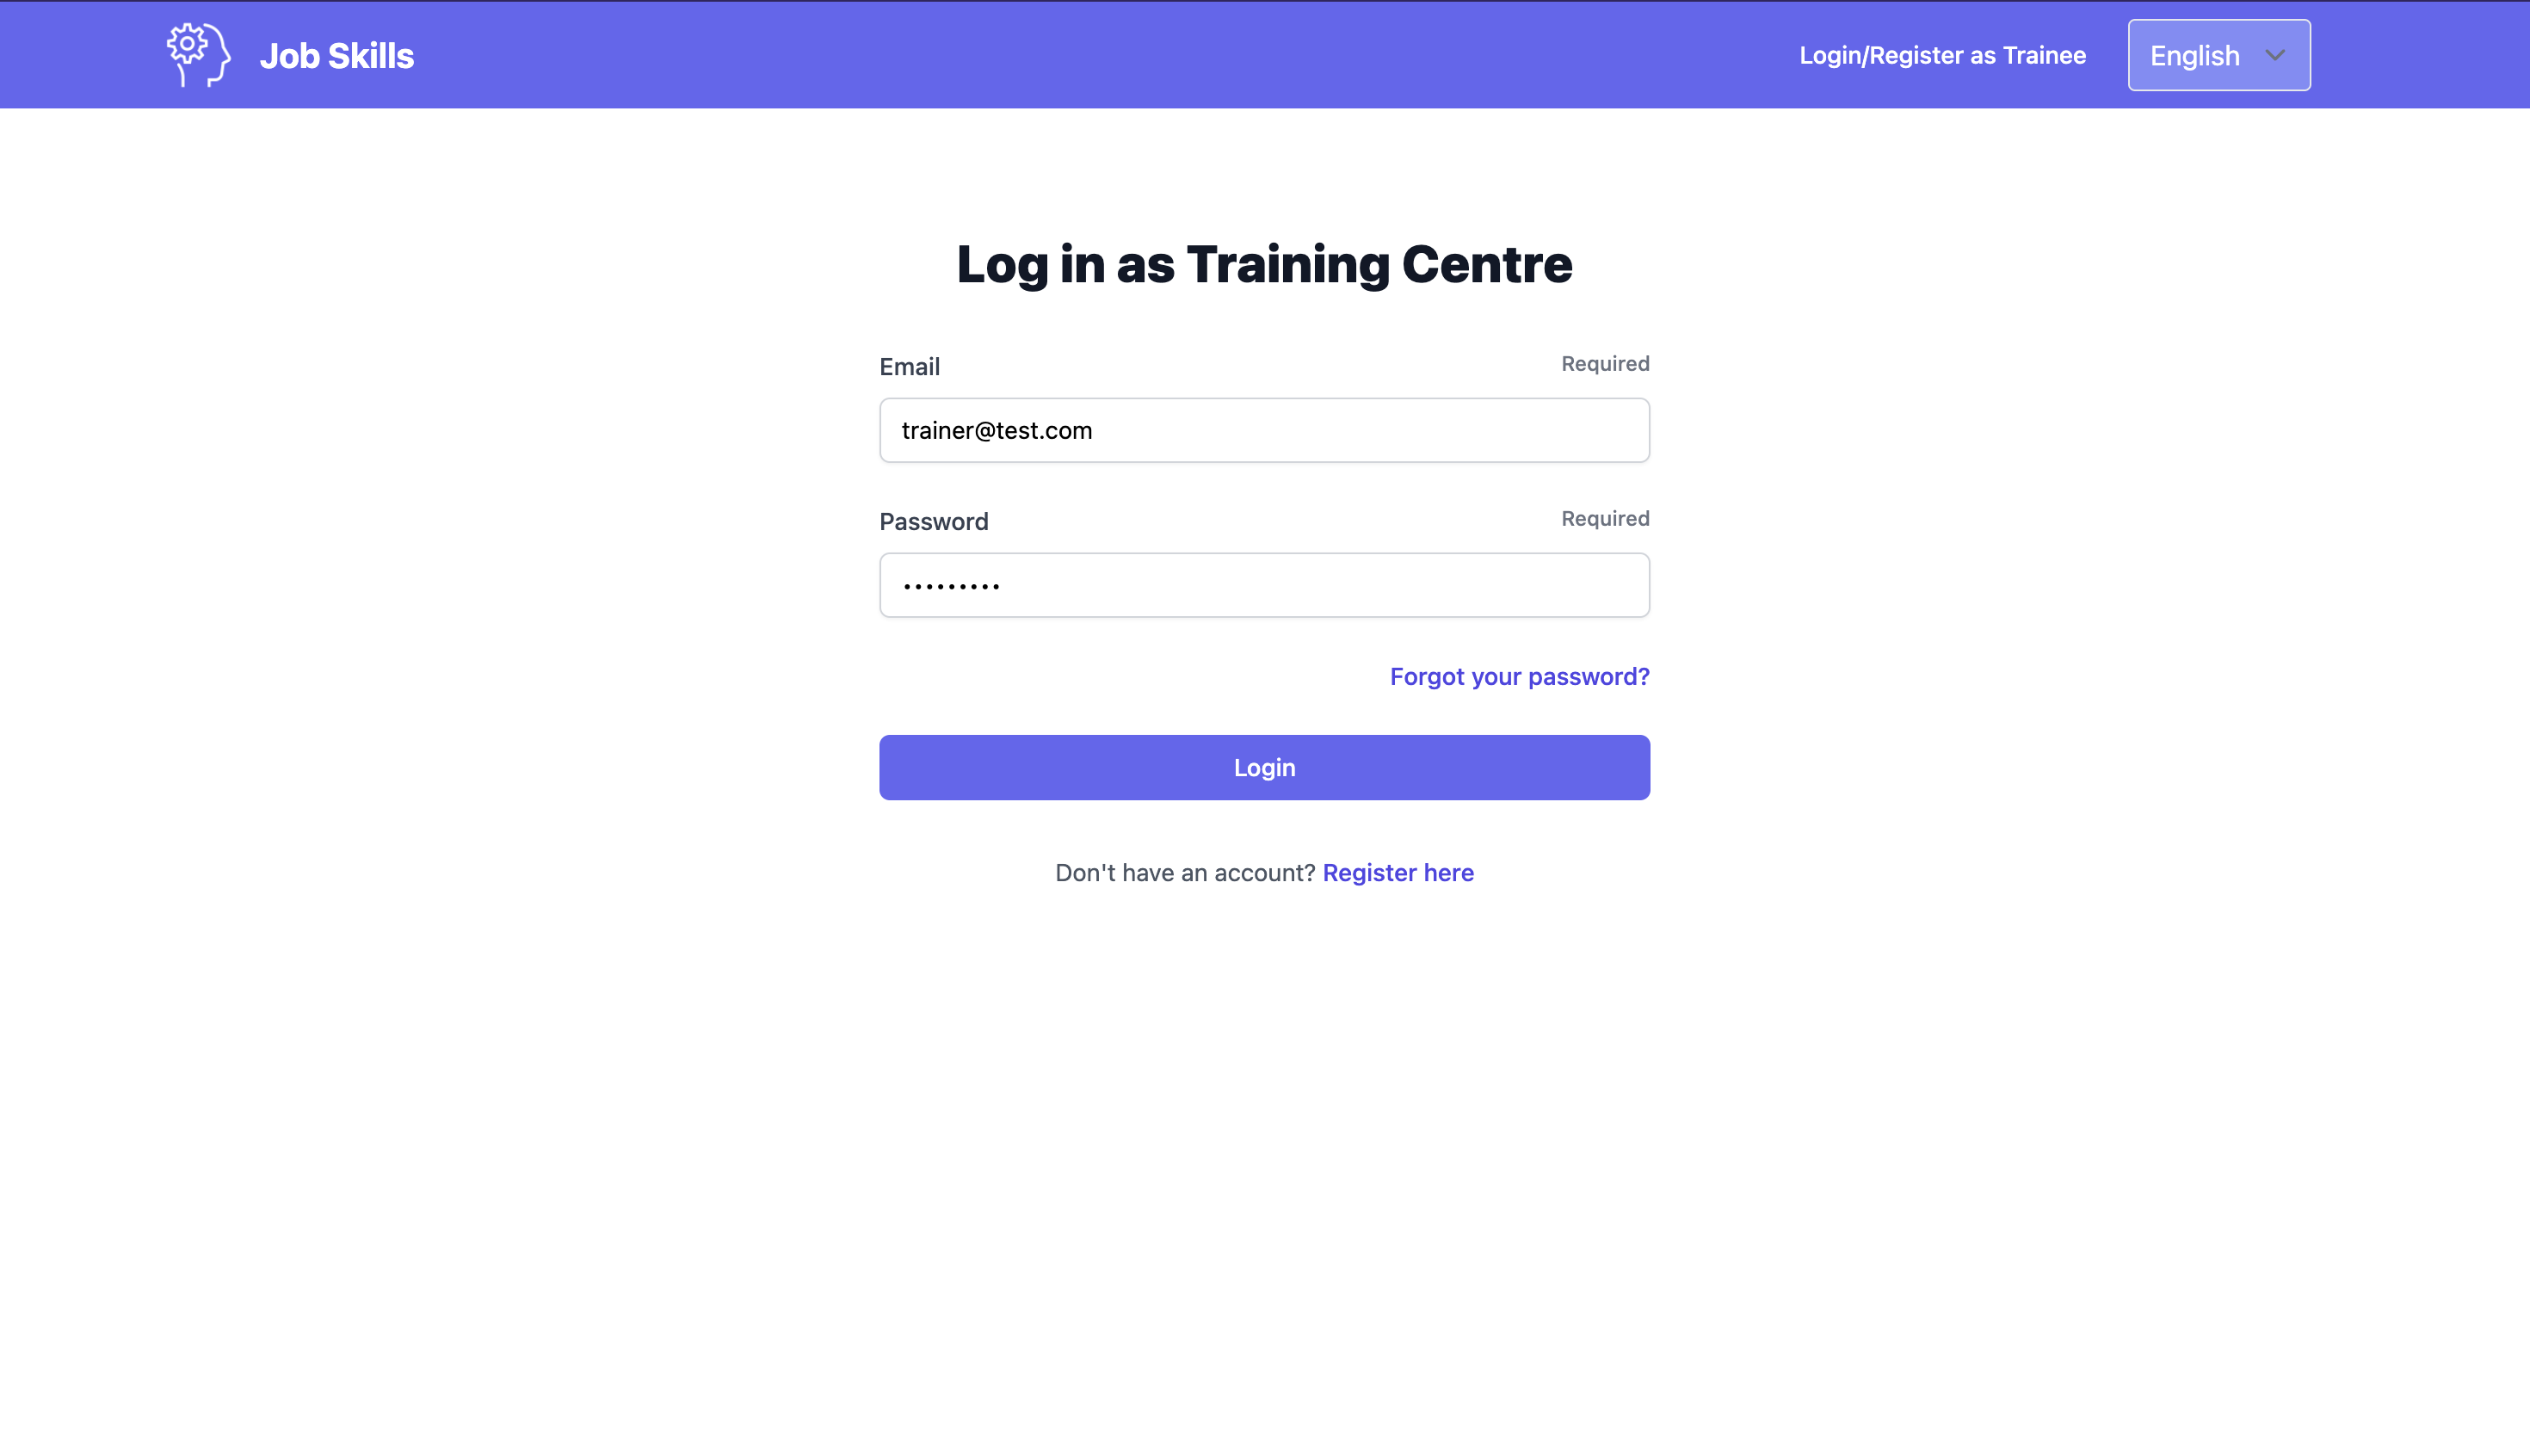 Job Skills
Login/Register as Trainee
English
Log in as Training Centre
Email
Required
trainer@test.com
Password
Required
•••••••••
Forgot your password?
Login
Don't have an account? Register here